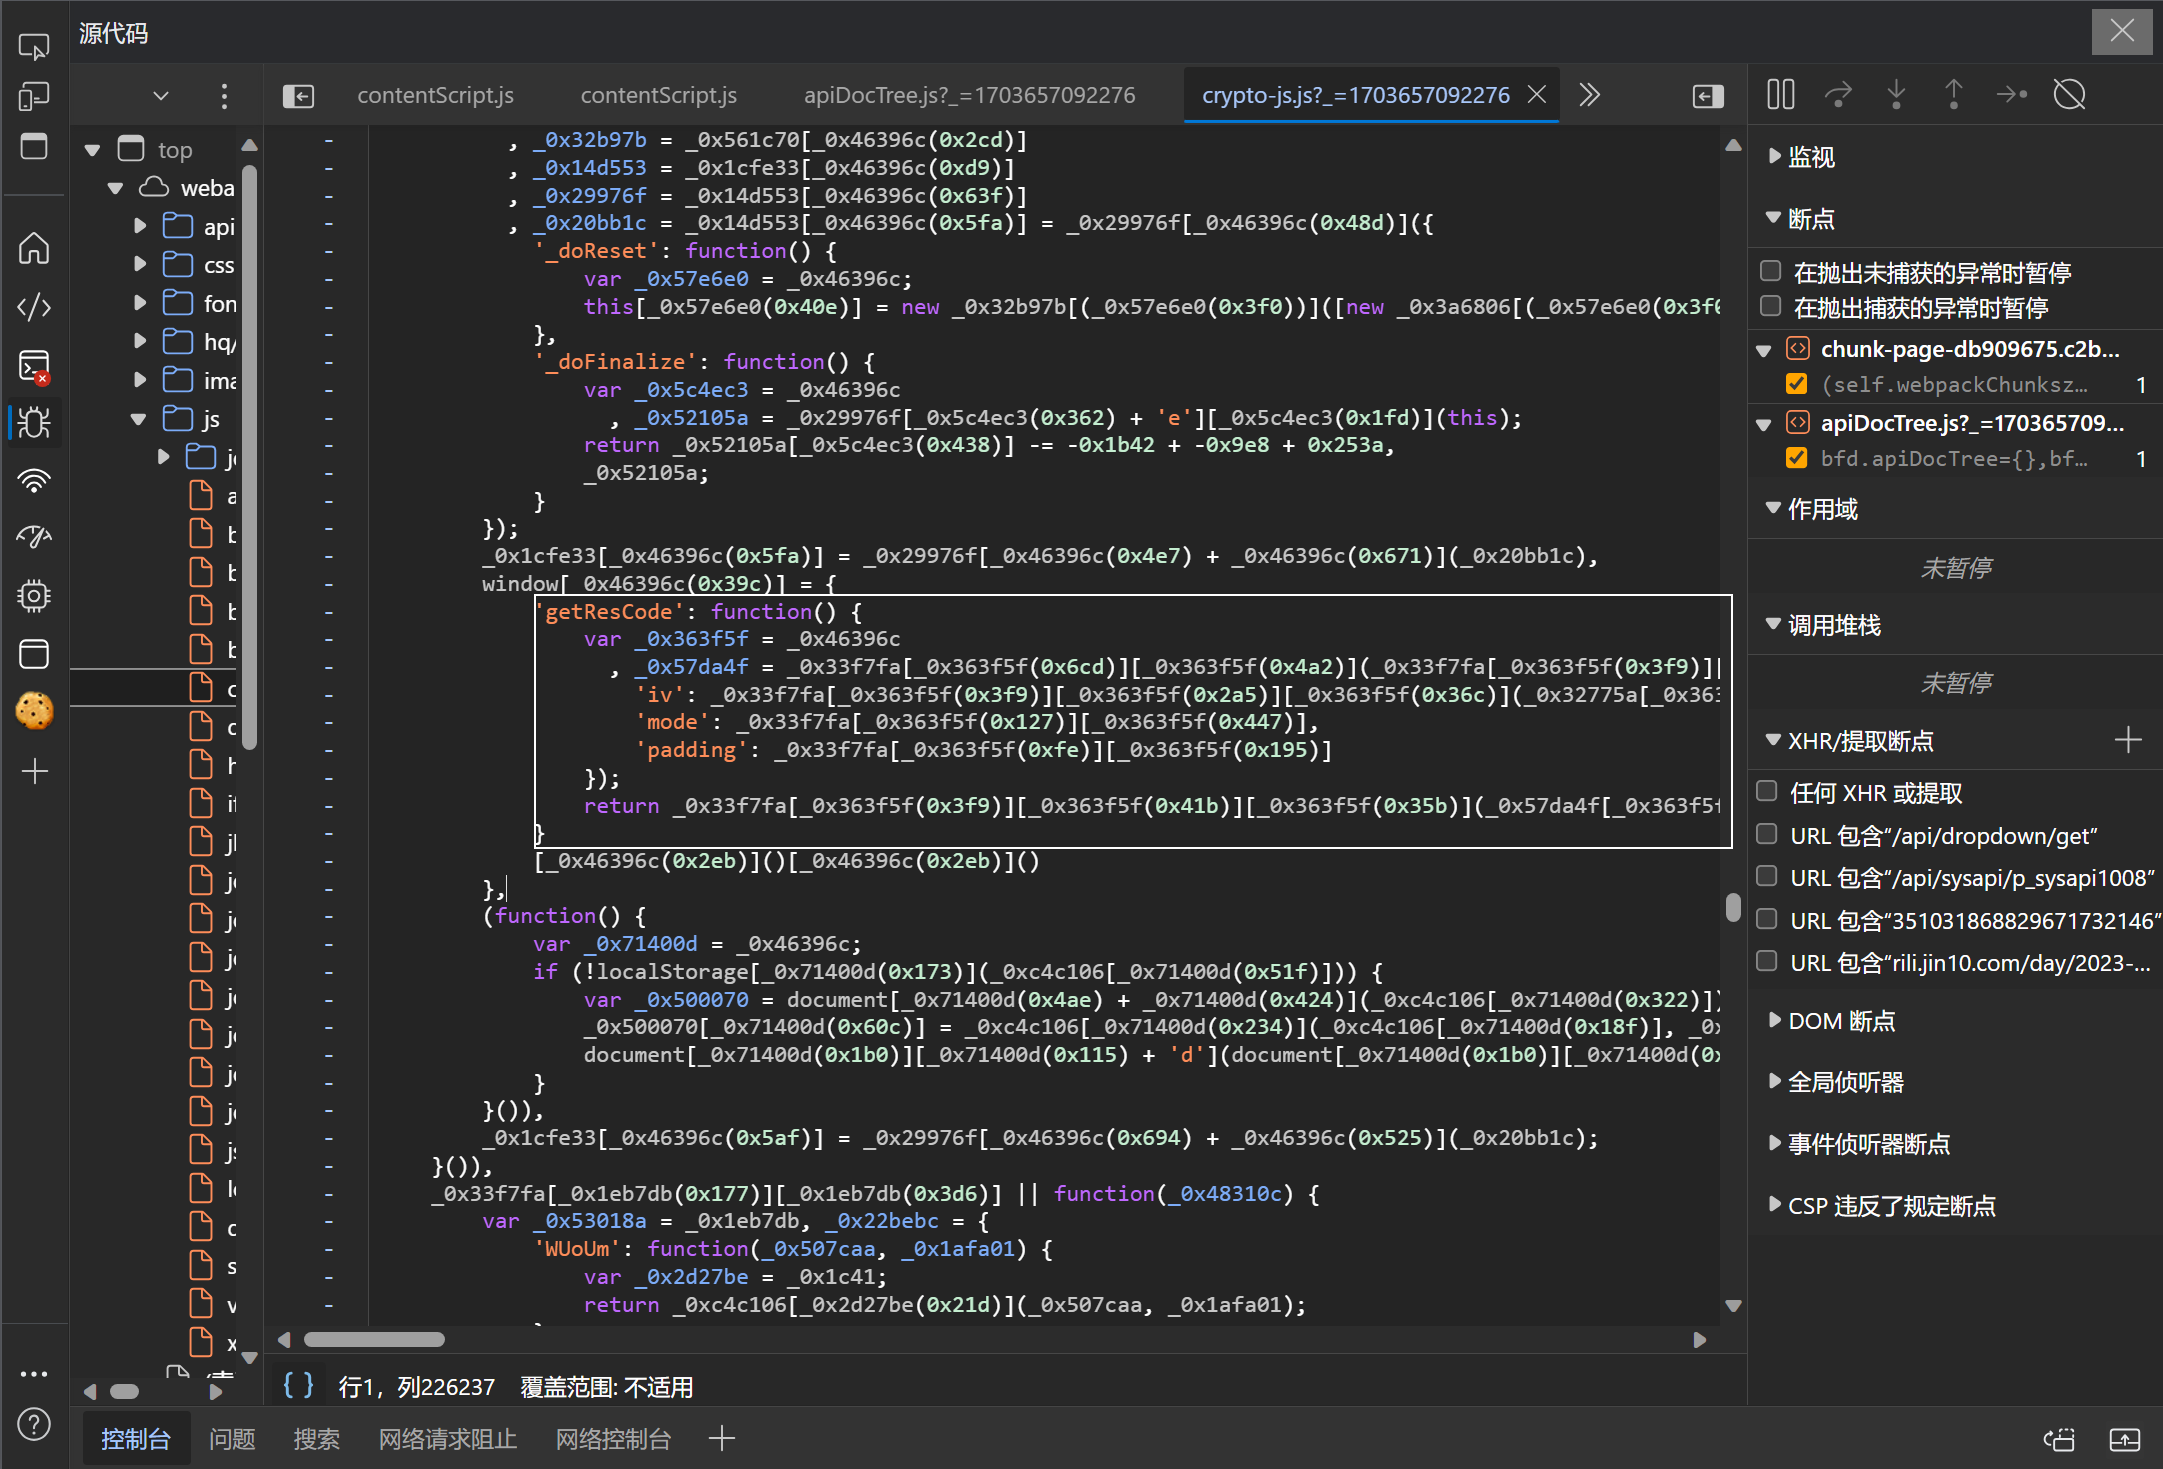 源代码
contentScript.js
contentScript.js
apiDocTree.js?_=1703657092276
crypto-js.js?_=1703657092276
top
weba
api
css
fon
hq/
ima
js
, _0x32b97b = _0x561c70[_0x46396c(0x2cd)]
, _0x14d553 = _0x1cfe33[_0x46396c(0xd9)]
, _0x29976f = _0x14d553[_0x46396c(0x63f)]
, _0x20bb1c = _0x14d553[_0x46396c(0x5fa)] = _0x29976f[_0x46396c(0x48d)]({
'_doReset': function() {
var _0x57e6e0 = _0x46396c;
this[_0x57e6e0(0x40e)] = new _0x32b97b[(_0x57e6e0(0x3f0))]([new _0x3a6806[(_0x57e6e0(0x3f0
},
'_doFinalize': function() {
var _0x5c4ec3 = _0x46396c
, _0x52105a = _0x29976f[_0x5c4ec3(0x362) + 'e'][_0x5c4ec3(0x1fd)](this);
return _0x52105a[_0x5c4ec3(0x438)] -= -0x1b42 + -0x9e8 + 0x253a,
_0x52105a;
}
});
_0x1cfe33[_0x46396c(0x5fa)] = _0x29976f[_0x46396c(0x4e7) + _0x46396c(0x671)](_0x20bb1c),
window[_0x46396c(0x39c)] = {
'getResCode': function() {
var _0x363f5f = _0x46396c
, _0x57da4f = _0x33f7fa[_0x363f5f(0x6cd)][_0x363f5f(0x4a2)](_0x33f7fa[_0x363f5f(0x3f9)][
'iv': _0x33f7fa[_0x363f5f(0x3f9)][_0x363f5f(0x2a5)][_0x363f5f(0x36c)](_0x32775a[_0x363
'mode': _0x33f7fa[_0x363f5f(0x127)][_0x363f5f(0x447)],
'padding': _0x33f7fa[_0x363f5f(0xfe)][_0x363f5f(0x195)]
});
return _0x33f7fa[_0x363f5f(0x3f9)][_0x363f5f(0x41b)][_0x363f5f(0x35b)](_0x57da4f[_0x363f5f
}
[_0x46396c(0x2eb)]()[_0x46396c(0x2eb)]()
},
(function() {
var _0x71400d = _0x46396c;
if (!localStorage[_0x71400d(0x173)](_0xc4c106[_0x71400d(0x51f)])) {
var _0x500070 = document[_0x71400d(0x4ae) + _0x71400d(0x424)](_0xc4c106[_0x71400d(0x322)])
_0x500070[_0x71400d(0x60c)] = _0xc4c106[_0x71400d(0x234)](_0xc4c106[_0x71400d(0x18f)], _0x
document[_0x71400d(0x1b0)][_0x71400d(0x115) + 'd'](document[_0x71400d(0x1b0)][_0x71400d(0x
}
}()),
_0x1cfe33[_0x46396c(0x5af)] = _0x29976f[_0x46396c(0x694) + _0x46396c(0x525)](_0x20bb1c);
}()),
_0x33f7fa[_0x1eb7db(0x177)][_0x1eb7db(0x3d6)] || function(_0x48310c) {
var _0x53018a = _0x1eb7db, _0x22bebc = {
'WUoUm': function(_0x507caa, _0x1afa01) {
var _0x2d27be = _0x1c41;
return _0xc4c106[_0x2d27be(0x21d)](_0x507caa, _0x1afa01);
{ } 行1，列226237 覆盖范围: 不适用
监视
断点
在抛出未捕获的异常时暂停
在抛出捕获的异常时暂停
chunk-page-db909675.c2b...
(self.webpackChunksz… 1
apiDocTree.js?_=170365709...
bfd.apiDocTree={},bf… 1
作用域
未暂停
调用堆栈
未暂停
XHR/提取断点
任何 XHR 或提取
URL 包含“/api/dropdown/get”
URL 包含“/api/sysapi/p_sysapi1008”
URL 包含“351031868829671732146”
URL 包含“rili.jin10.com/day/2023-...
DOM 断点
全局侦听器
事件侦听器断点
CSP 违反了规定断点
控制台 问题 搜索 网络请求阻止 网络控制台